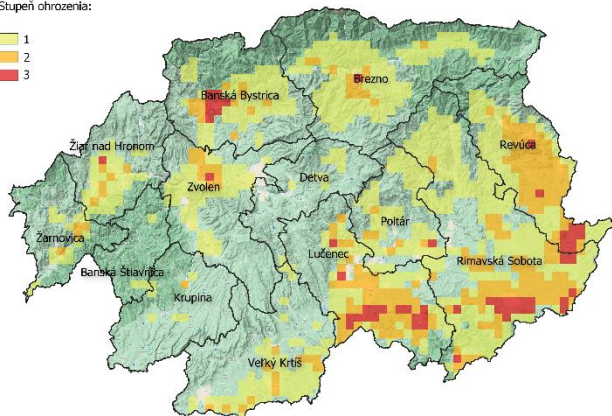 Stupeň ohrozenia:
1
2
3
Banská Bystrica
Brezno
Žiar nad Hronom
Revúca
Zvolen
Detva
Poltár
Žarnovica
Lučenec
Rimavská Sobota
Banská Štiavnica
Krupina
Veľký Krtíš